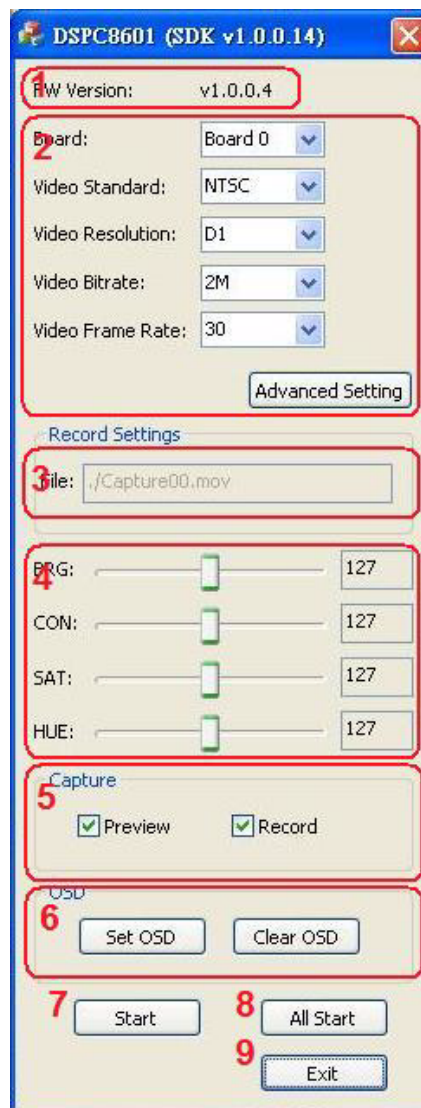 DSPC8601 (SDK v1.0.0.14)
1
FW Version: v1.0.0.4
2
Board: Board 0
Video Standard: NTSC
Video Resolution: D1
Video Bitrate: 2M
Video Frame Rate: 30
Advanced Setting
Record Settings
3
File: ./Capture00.mov
4
BRG: 127
CON: 127
SAT: 127
HUE: 127
Capture
5
Preview Record
OSD
6
Set OSD Clear OSD
7 Start 8 All Start
9 Exit